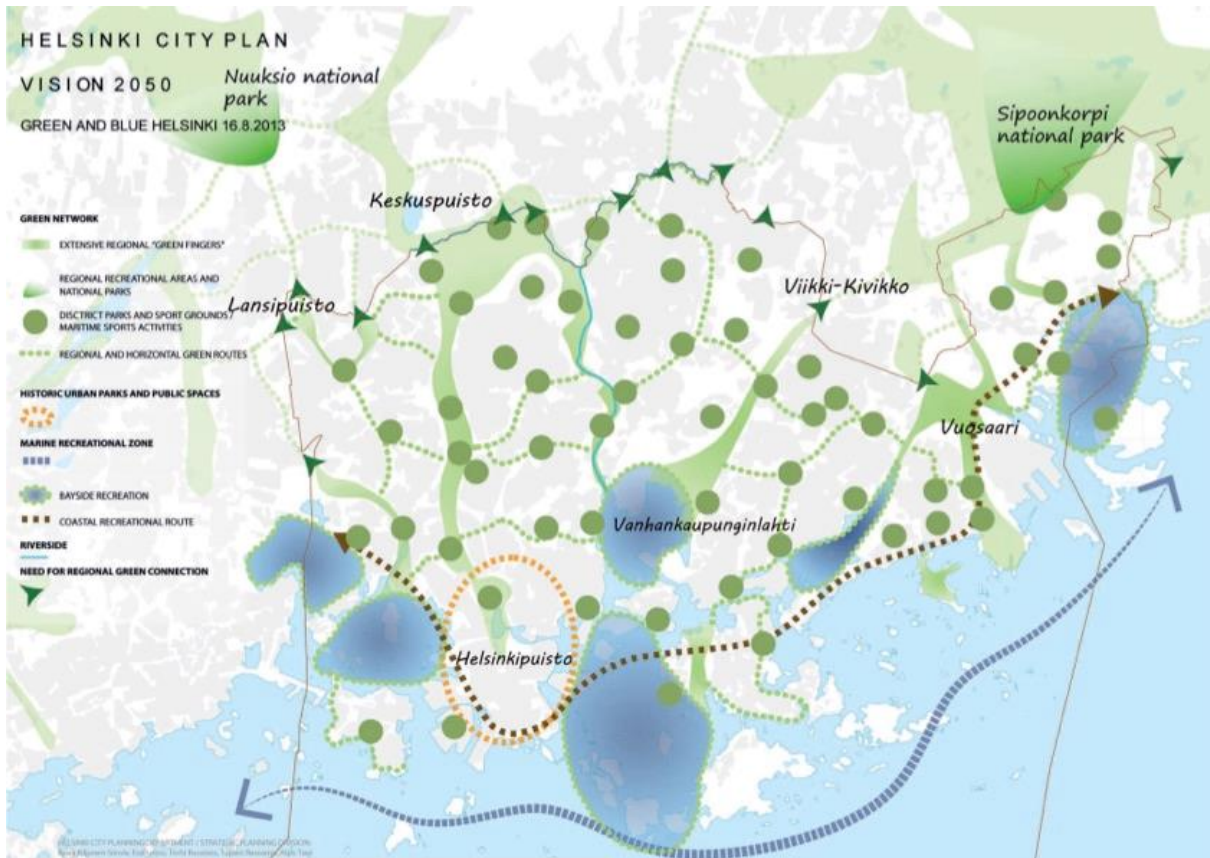 HELSINKI CITY PLAN
VISION 2050
GREEN AND BLUE HELSINKI 16.8.2013
Nuuksio national
park
Sipoonkorpi
national park
Keskuspuisto
Lansipuisto
Viikki-Kivikko
Vuosaari
Vanhankaupunginlahti
Helsinkipuisto
GREEN NETWORK
EXTENSIVE REGIONAL "GREEN FINGERS"
REGIONAL RECREATIONAL AREAS AND
NATIONAL PARKS
DISCTRICT PARKS AND SPORT GROUNDS /
MARITIME SPORTS ACTIVITIES
REGIONAL AND HORIZONTAL GREEN ROUTES
HISTORIC URBAN PARKS AND PUBLIC SPACES
MARINE RECREATIONAL ZONE
BAYSIDE RECREATION
COASTAL RECREATIONAL ROUTE
RIVERSIDE
NEED FOR REGIONAL GREEN CONNECTION
HELSINKI CITY PLANNING DEPARTMENT / STRATEGIC PLANNING DIVISION: